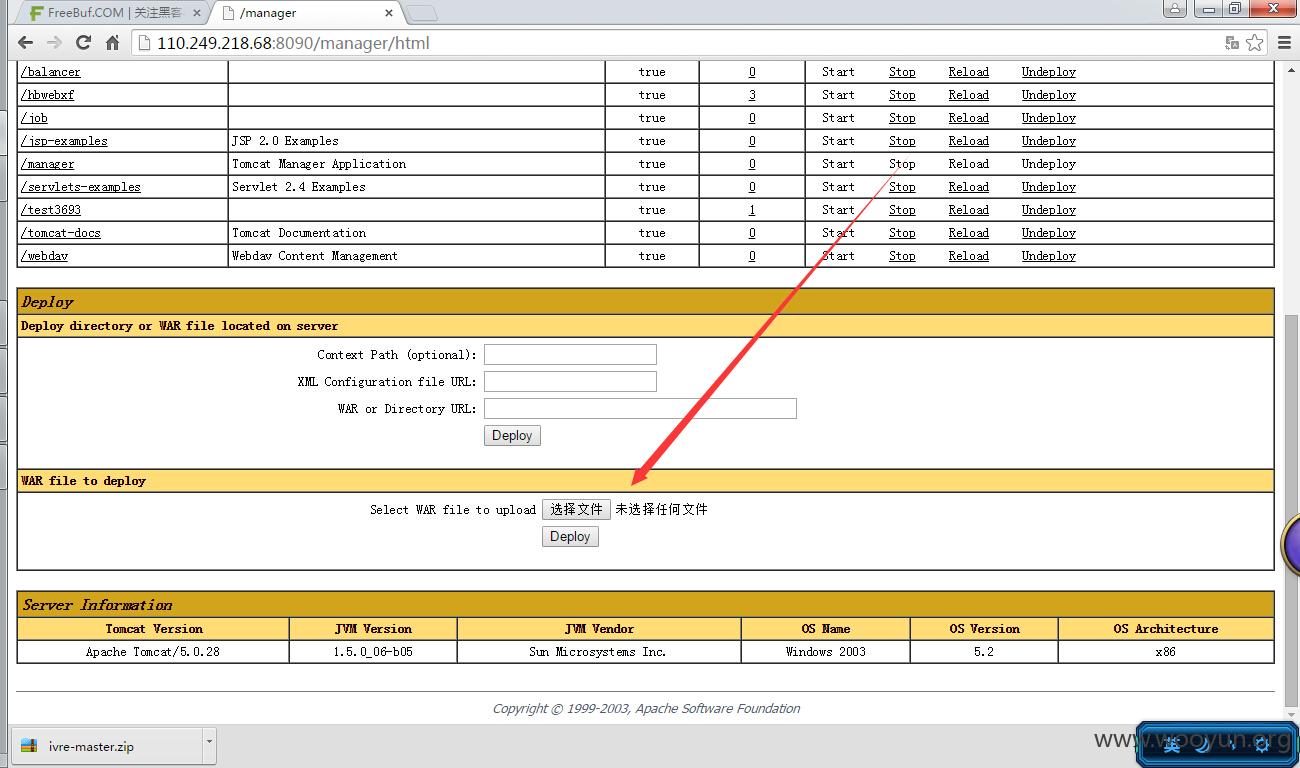 FreeBuf.COM | 关注黑客
/manager
110.249.218.68:8090/manager/html
/balancer true 0 Start Stop Reload Undeploy
/hbwebxf true 3 Start Stop Reload Undeploy
/job true 0 Start Stop Reload Undeploy
/jsp-examples JSP 2.0 Examples true 0 Start Stop Reload Undeploy
/manager Tomcat Manager Application true 0 Start Stop Reload Undeploy
/servlets-examples Servlet 2.4 Examples true 0 Start Stop Reload Undeploy
/test3693 true 1 Start Stop Reload Undeploy
/tomcat-docs Tomcat Documentation true 0 Start Stop Reload Undeploy
/webdav Webdav Content Management true 0 Start Stop Reload Undeploy
Deploy
Deploy directory or WAR file located on server
Context Path (optional):
XML Configuration file URL:
WAR or Directory URL:
Deploy
WAR file to deploy
Select WAR file to upload 选择文件 未选择任何文件
Deploy
Server Information
Tomcat Version JVM Version JVM Vendor OS Name OS Version OS Architecture
Apache Tomcat/5.0.28 1.5.0_06-b05 Sun Microsystems Inc. Windows 2003 5.2 x86
Copyright © 1999-2003, Apache Software Foundation
ivre-master.zip
www.wooyun.org
英